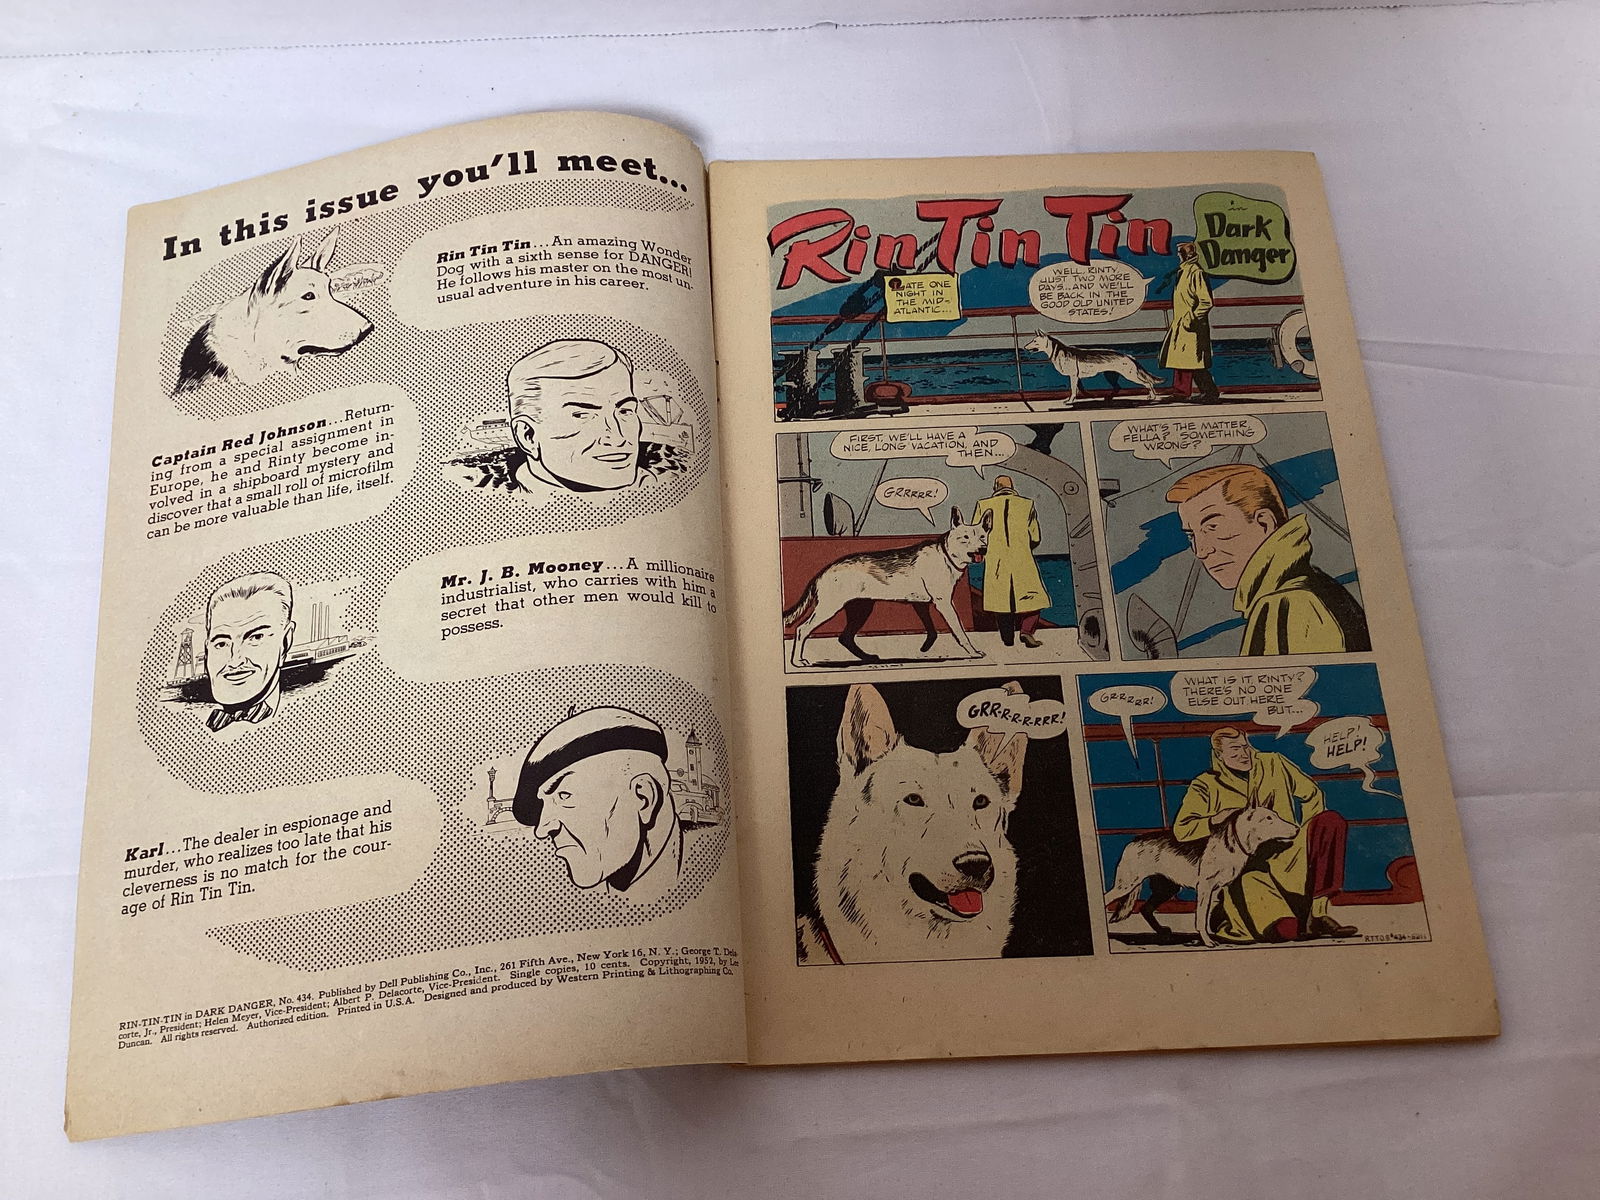 In this issue you'll meet...
Rin Tin Tin...An amazing Wonder
Dog with a sixth sense for DANGER!
He follows his master on the most un-
usual adventure in his career.
Captain Red Johnson...Return-
ing from a special assignment in
Europe, he and Rinty become in-
volved in a shipboard mystery and
discover that a small roll of microfilm
can be more valuable than life, itself.
Mr. J. B. Mooney...A millionaire
industrialist, who carries with him a
secret that other men would kill to
possess.
Karl...The dealer in espionage and
murder, who realizes too late that his
cleverness is no match for the cour-
age of Rin Tin Tin.
RIN-TIN-TIN in DARK DANGER, No. 434. Published by Dell Publishing Co., Inc., 261 Fifth Ave., New York 16, N. Y.; George T. Dela-
corte, Jr., President; Helen Meyer, Vice-President; Albert P. Delacorte, Vice-President. Single copies, 10 cents. Copyright, 1952, by Lee
Duncan. All rights reserved. Authorized edition. Printed in U.S.A. Designed and produced by Western Printing & Lithographing Co.
Rin Tin Tin
in
Dark
Danger
LATE ONE
NIGHT IN
THE MID-
ATLANTIC...
WELL, RINTY,
JUST TWO MORE
DAYS...AND WE'LL
BE BACK IN THE
GOOD OLD UNITED
STATES!
FIRST, WE'LL HAVE A
NICE, LONG VACATION, AND
THEN...
GRRRRR!
WHAT'S THE MATTER,
FELLA? SOMETHING
WRONG?
GRR-R-R-R-RRR!
GRRRRRR!
WHAT IS IT, RINTY?
THERE'S NO ONE
ELSE OUT HERE
BUT...
HELP!
HELP!